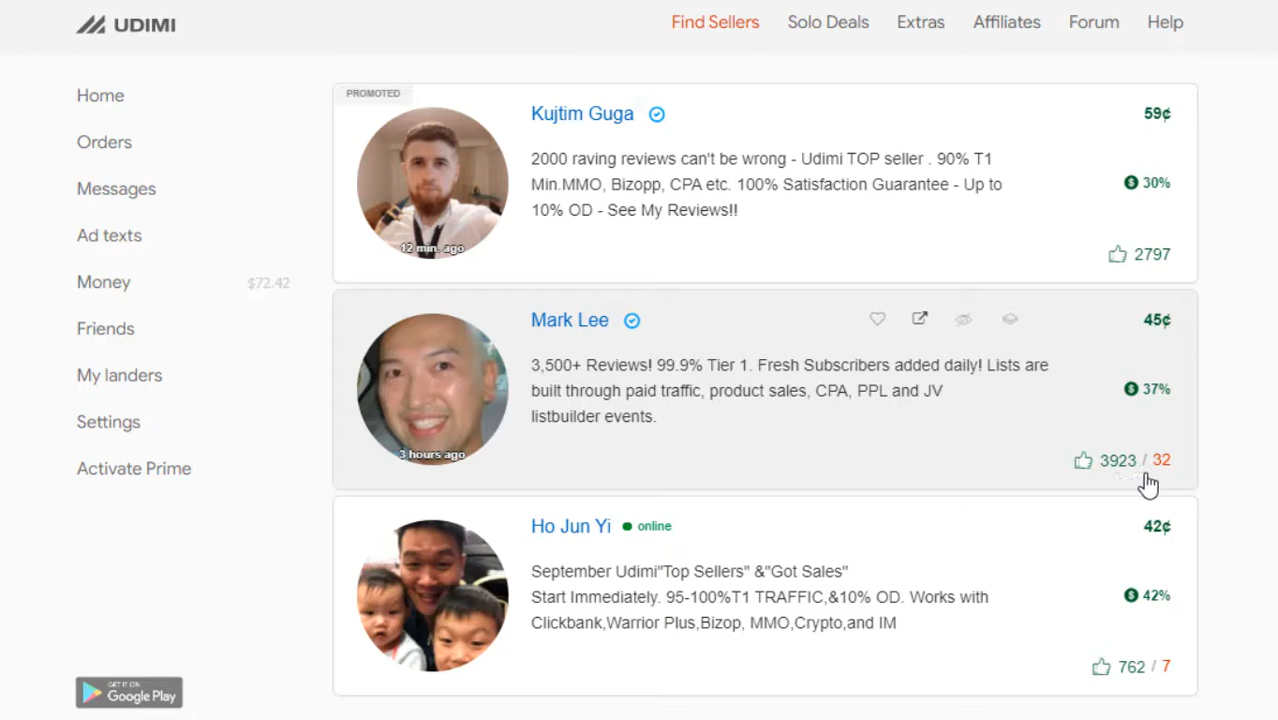 UDIMI
Find Sellers
Solo Deals
Extras
Affiliates
Forum
Help
Home
Orders
Messages
Ad texts
Money
$72.42
Friends
My landers
Settings
Activate Prime
GET IT ON
Google Play
PROMOTED
12 min. ago
Kujtim Guga
59¢
2000 raving reviews can't be wrong - Udimi TOP seller . 90% T1
Min.MMO, Bizopp, CPA etc. 100% Satisfaction Guarantee - Up to
10% OD - See My Reviews!!
30%
2797
3 hours ago
Mark Lee
45¢
3,500+ Reviews! 99.9% Tier 1. Fresh Subscribers added daily! Lists are
built through paid traffic, product sales, CPA, PPL and JV
listbuilder events.
37%
3923 / 32
Ho Jun Yi
online
42¢
September Udimi"Top Sellers" &"Got Sales"
Start Immediately. 95-100%T1 TRAFFIC,&10% OD. Works with
Clickbank,Warrior Plus,Bizop, MMO,Crypto,and IM
42%
762 / 7